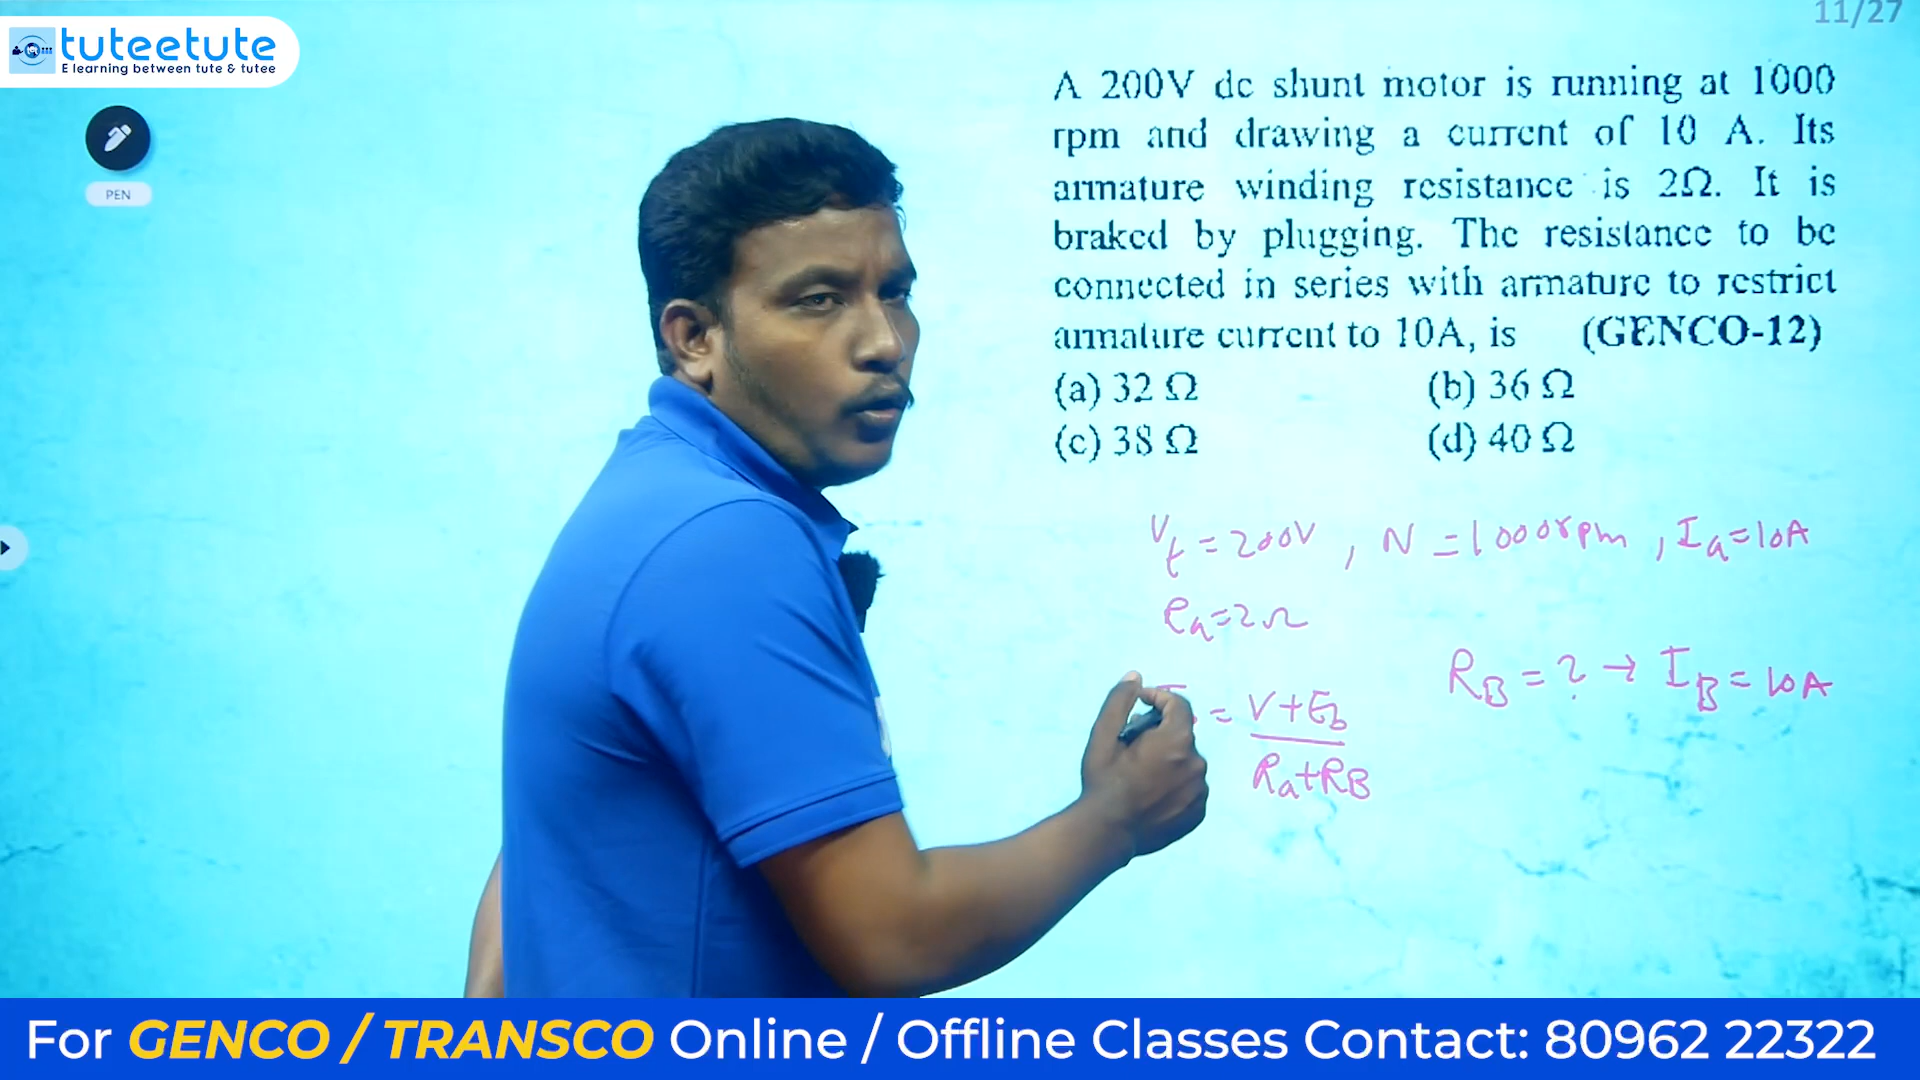 11/27
tuteetute
E learning between tute & tutee
PEN
A 200V dc shunt motor is running at 1000
rpm and drawing a current of 10 A. Its
armature winding resistance is 2Ω. It is
braked by plugging. The resistance to be
connected in series with armature to restrict
armature current to 10A, is (GENCO-12)
(a) 32 Ω (b) 36 Ω
(c) 38 Ω (d) 40 Ω
Vt = 200V , N = 1000rpm , Ia = 10A
Ra = 2Ω
RB = ? → IB = 10A
= V+Eb
Ra+RB
For GENCO / TRANSCO Online / Offline Classes Contact: 80962 22322